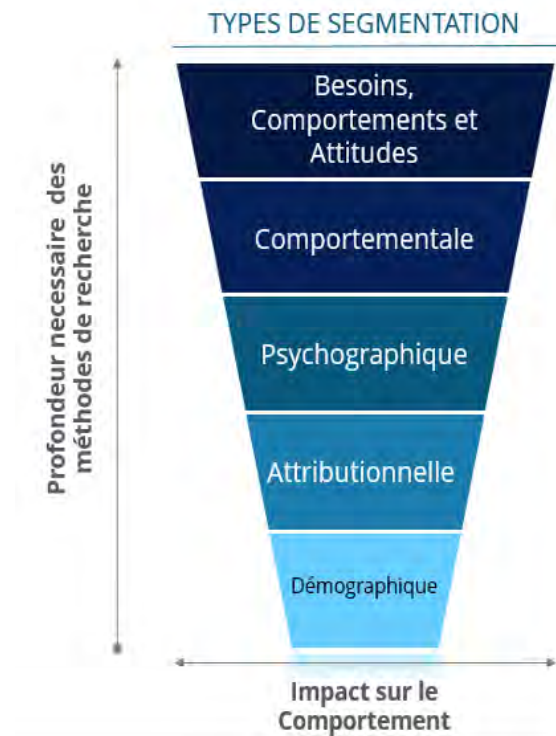 TYPES DE SEGMENTATION
Besoins,
Comportements et
Attitudes
Comportementale
Psychographique
Attributionnelle
Démographique
Profondeur necessaire des
méthodes de recherche
Impact sur le
Comportement